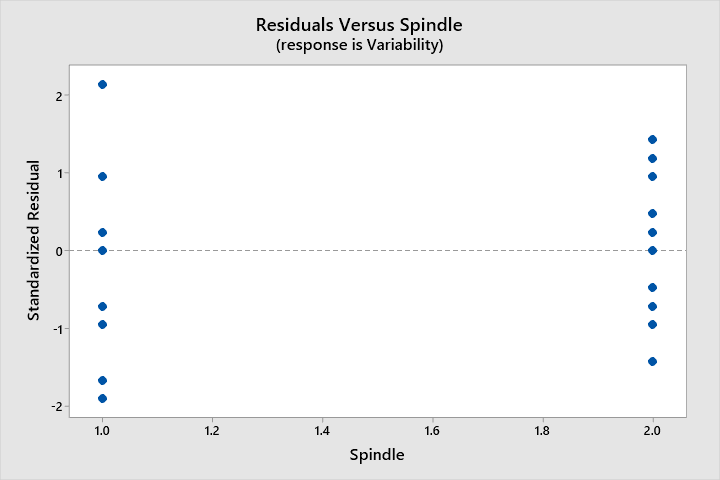 Residuals Versus Spindle
(response is Variability)
Standardized Residual
2
1
0
-1
-2
1.0 1.2 1.4 1.6 1.8 2.0
Spindle